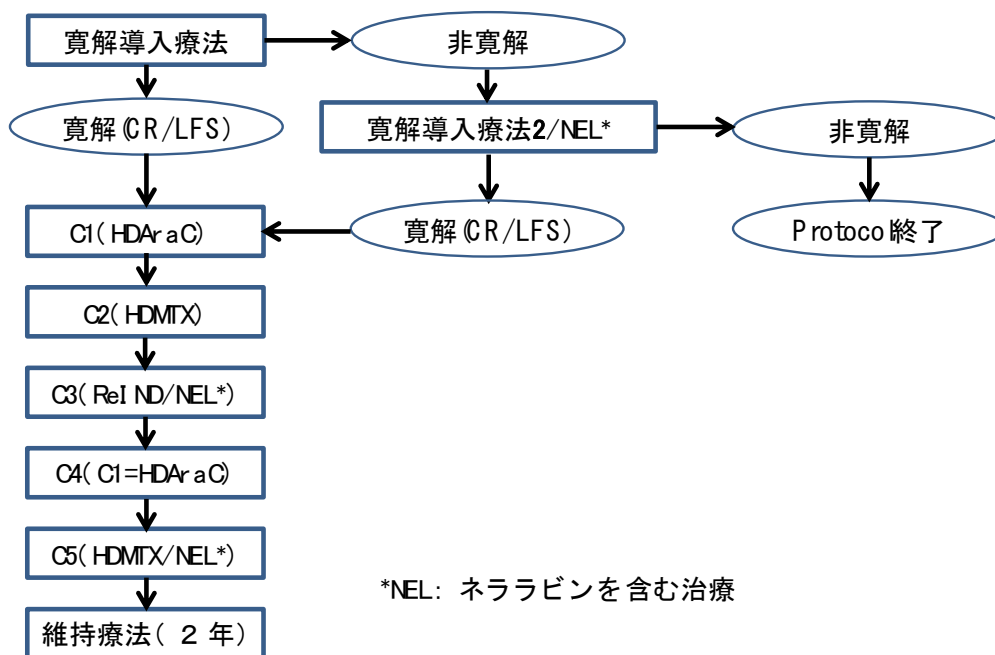 寛解導入療法
非寛解
寛解(CR/LFS)
寛解導入療法2/NEL*
非寛解
C1(HDAraC)
寛解(CR/LFS)
Protocol終了
C2(HDMTX)
C3(ReIND/NEL*)
C4(C1=HDAraC)
C5(HDMTX/NEL*)
*NEL: ネララビンを含む治療
維持療法(２年)